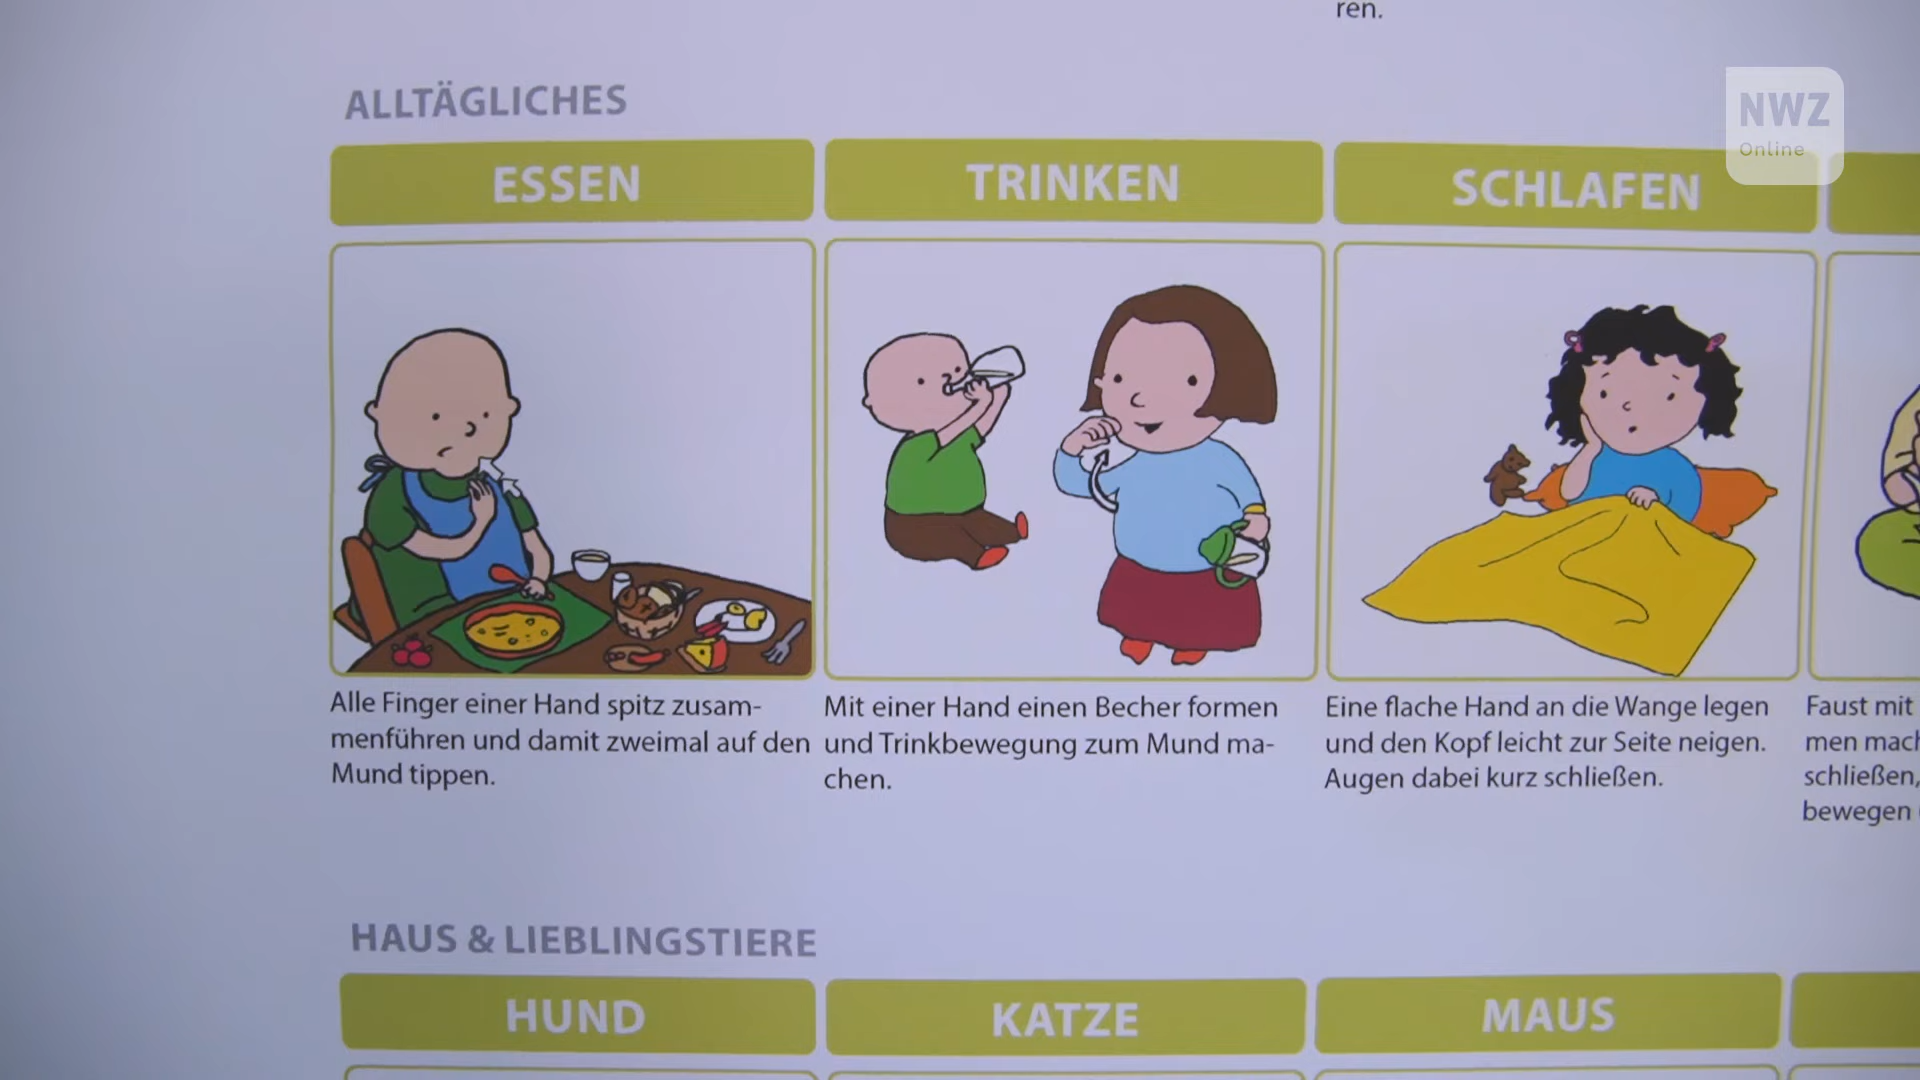 ren.
NWZ
Online
ALLTÄGLICHES
ESSEN
TRINKEN
SCHLAFEN
Alle Finger einer Hand spitz zusam-
menführen und damit zweimal auf den
Mund tippen.
Mit einer Hand einen Becher formen
und Trinkbewegung zum Mund ma-
chen.
Eine flache Hand an die Wange legen
und den Kopf leicht zur Seite neigen.
Augen dabei kurz schließen.
Faust mit
men mach
schließen,
bewegen
HAUS & LIEBLINGSTIERE
HUND
KATZE
MAUS